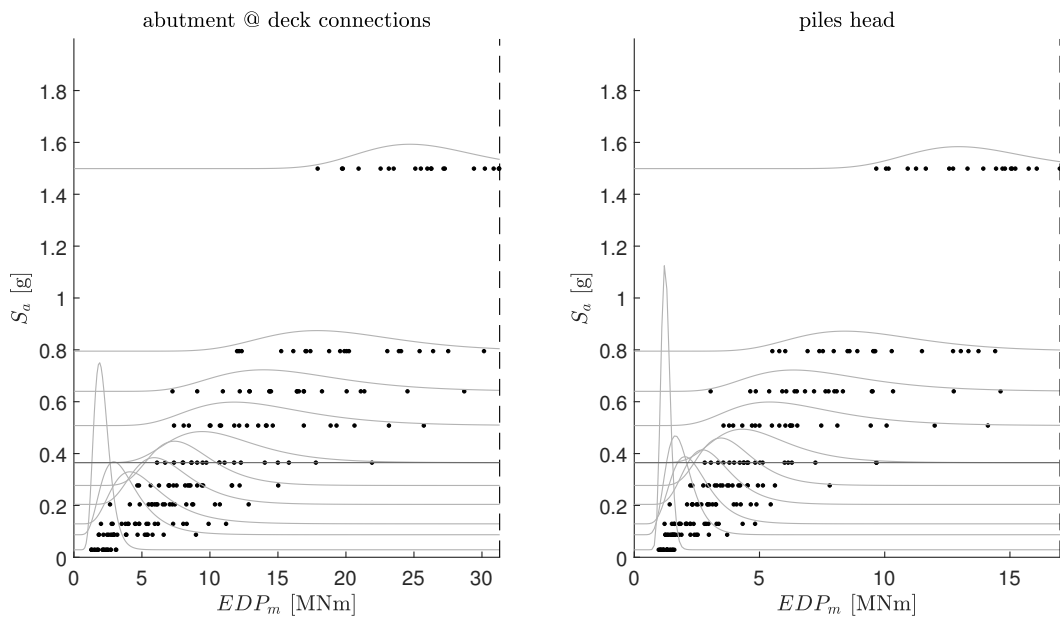 abutment @ deck connections
1.8
1.6
1.4
1.2
1
0.8
0.6
0.4
0.2
0
S_a [g]
0 5 10 15 20 25 30
EDP_m [MNm]
piles head
1.8
1.6
1.4
1.2
1
0.8
0.6
0.4
0.2
0
S_a [g]
0 5 10 15
EDP_m [MNm]